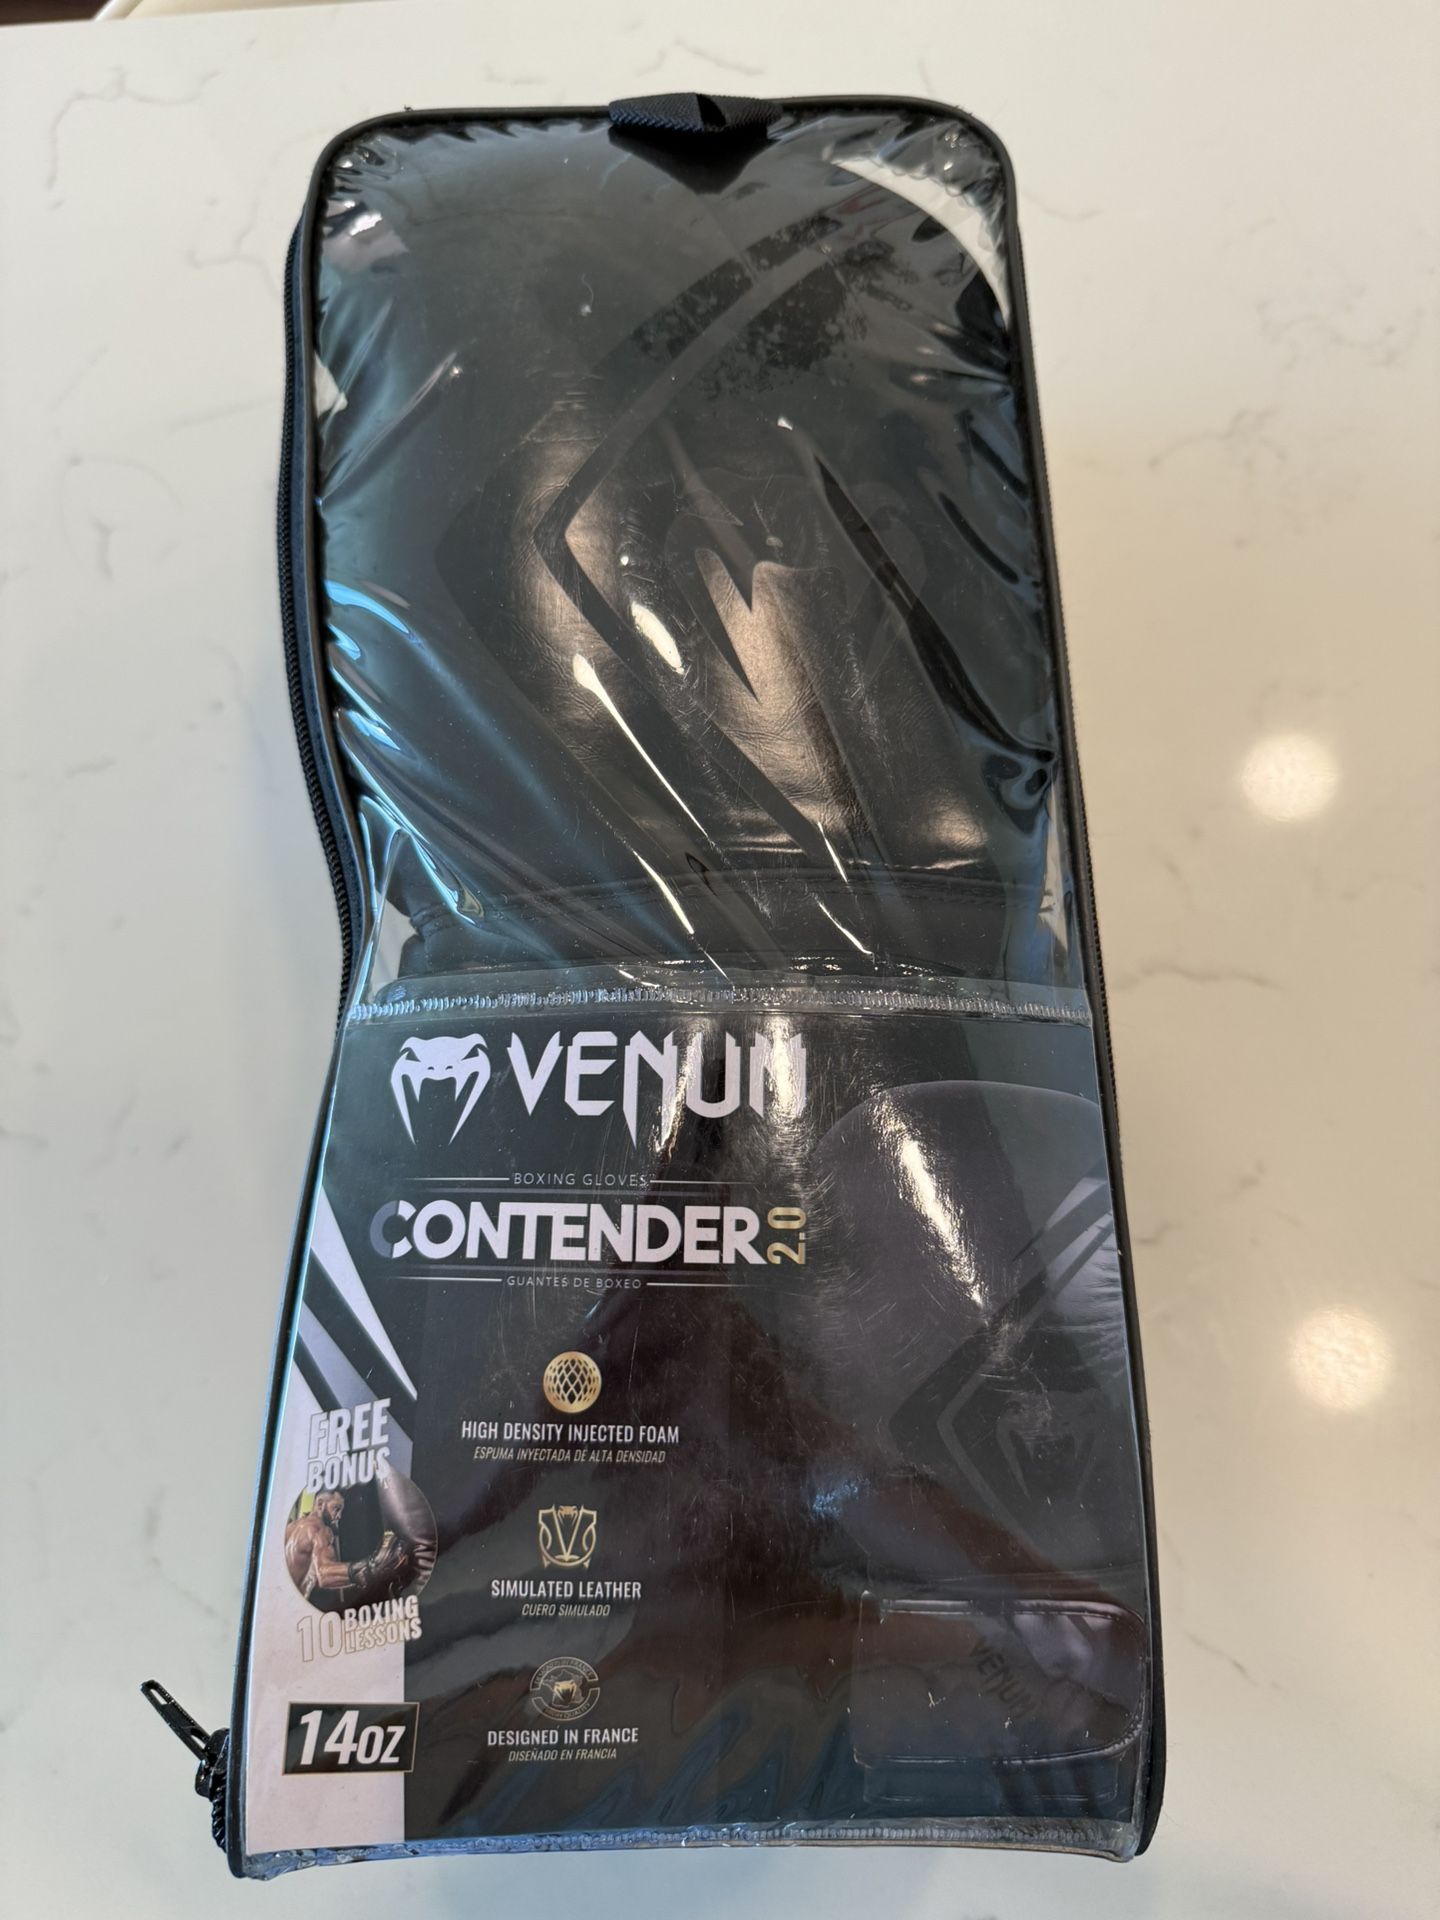 VENUM
BOXING GLOVES
CONTENDER 2.0
GUANTES DE BOXEO
HIGH DENSITY INJECTED FOAM
ESPUMA INYECTADA DE ALTA DENSIDAD
FREE
BONUS
SIMULATED LEATHER
CUERO SIMULADO
10 BOXING
LESSONS
DESIGNED IN FRANCE
DISEÑADO EN FRANCIA
14OZ
VENUM